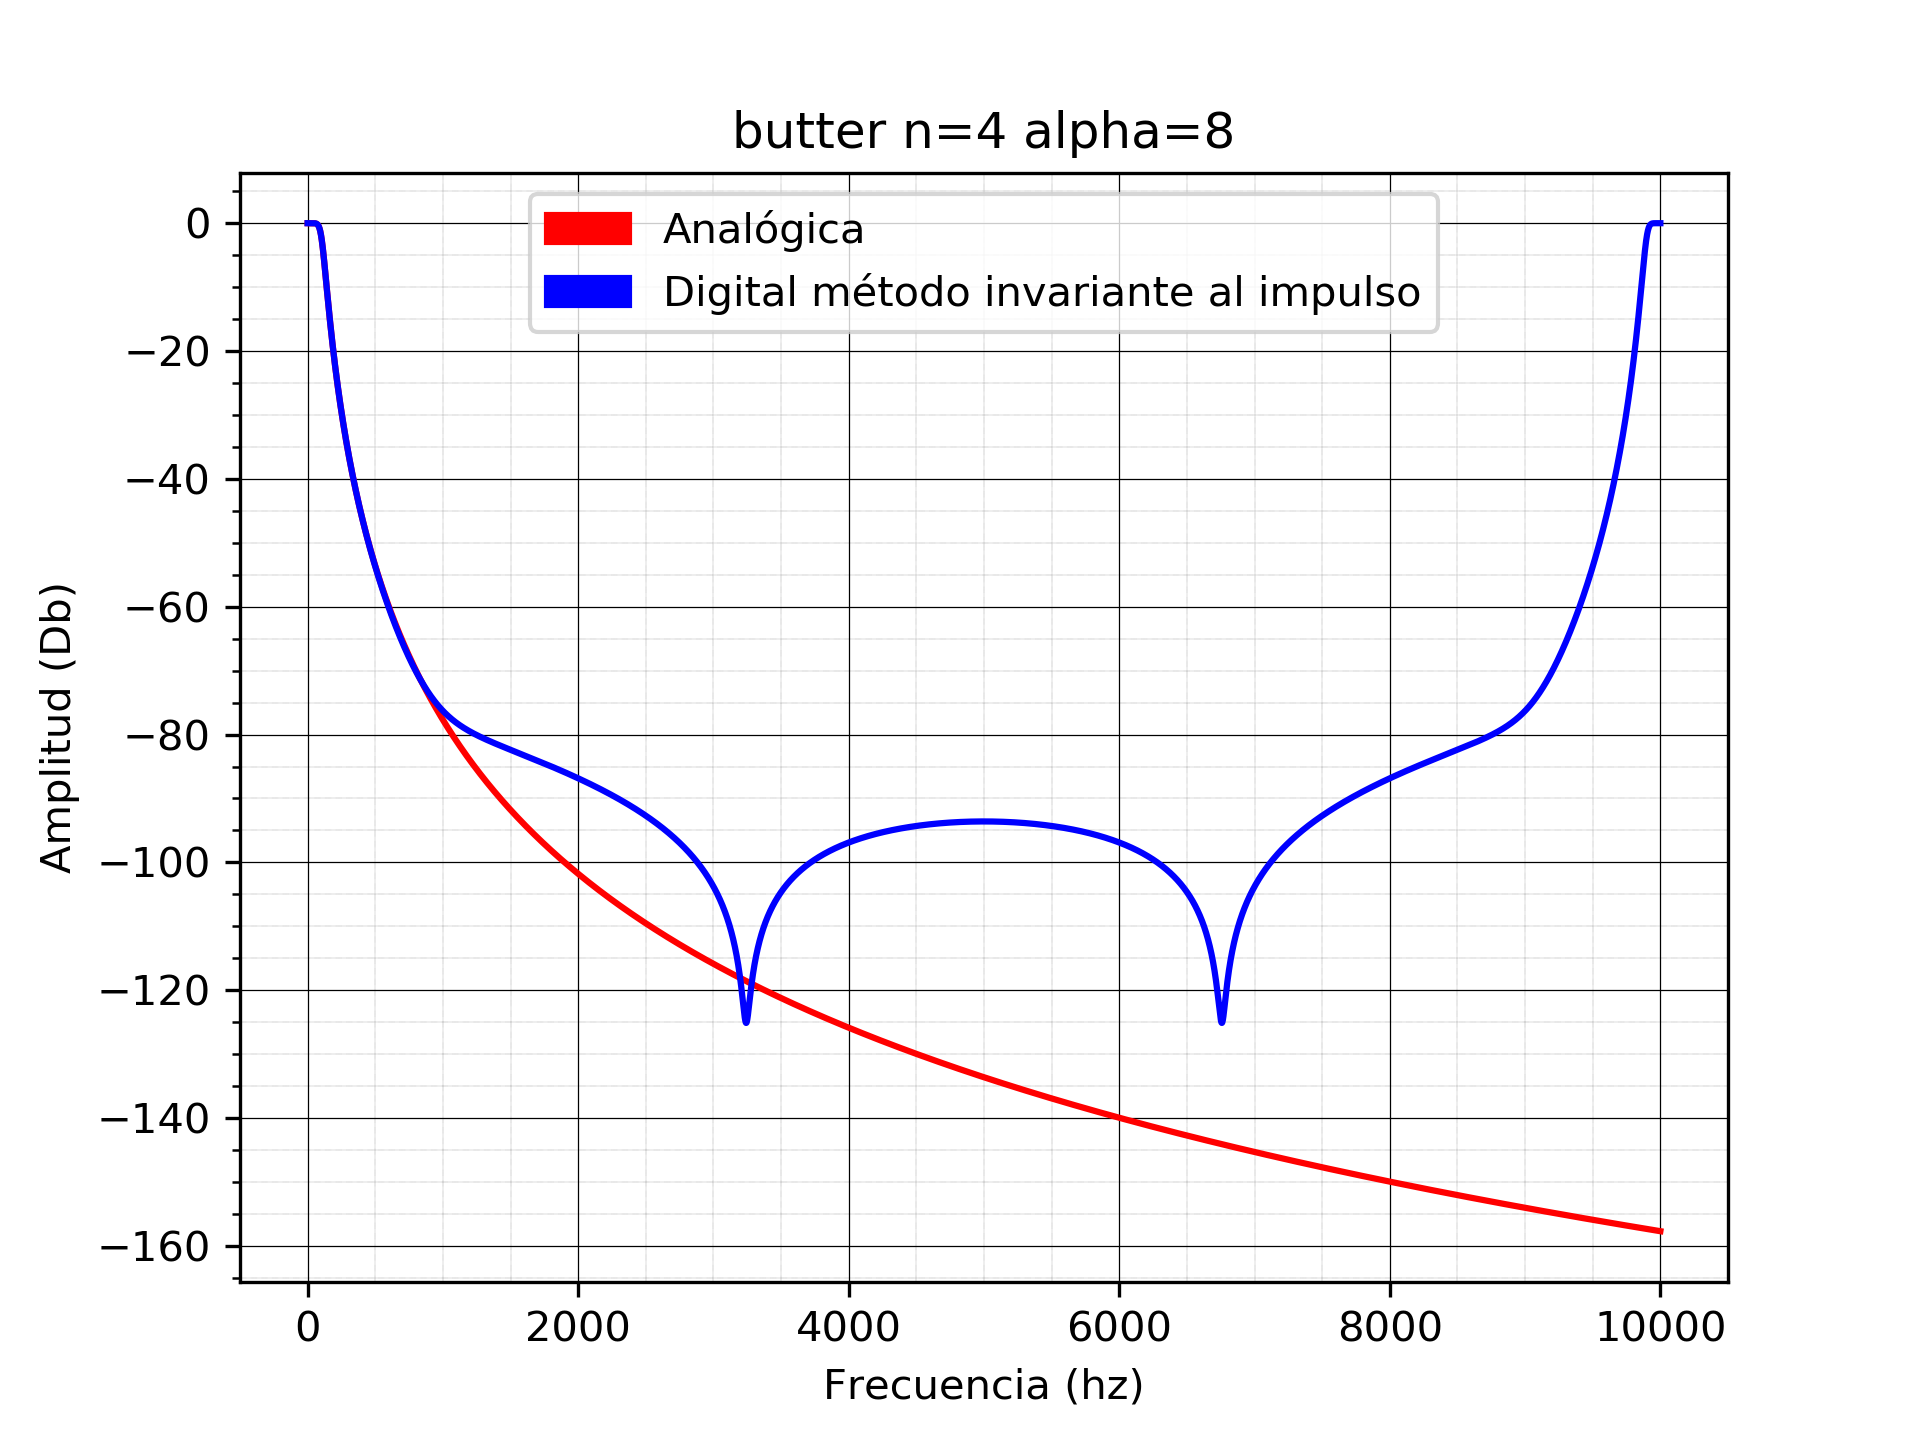 butter n=4 alpha=8
Analógica
Digital método invariante al impulso
Amplitud (Db)
0
−20
−40
−60
−80
−100
−120
−140
−160
0 2000 4000 6000 8000 10000
Frecuencia (hz)